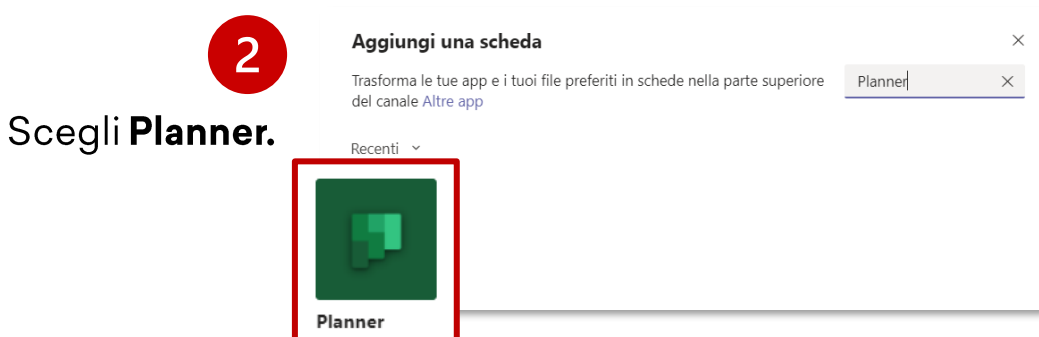 2
Scegli Planner.
Aggiungi una scheda
Trasforma le tue app e i tuoi file preferiti in schede nella parte superiore
del canale Altre app
Planner
Recenti
Planner